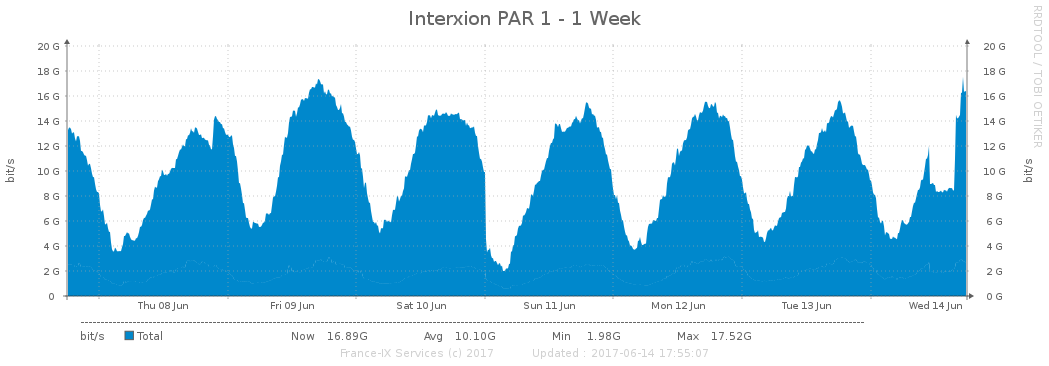 Interxion PAR 1 - 1 Week
RRDTOOL / TOBI OETIKER
bit/s
20 G 20 G
18 G 18 G
16 G 16 G
14 G 14 G
12 G 12 G
10 G 10 G
8 G 8 G
6 G 6 G
4 G 4 G
2 G 2 G
0 0 G
bit/s
Thu 08 Jun Fri 09 Jun Sat 10 Jun Sun 11 Jun Mon 12 Jun Tue 13 Jun Wed 14 Jun
bit/s Total Now 16.89G Avg 10.10G Min 1.98G Max 17.52G
France-IX Services (c) 2017 Updated : 2017-06-14 17:55:07